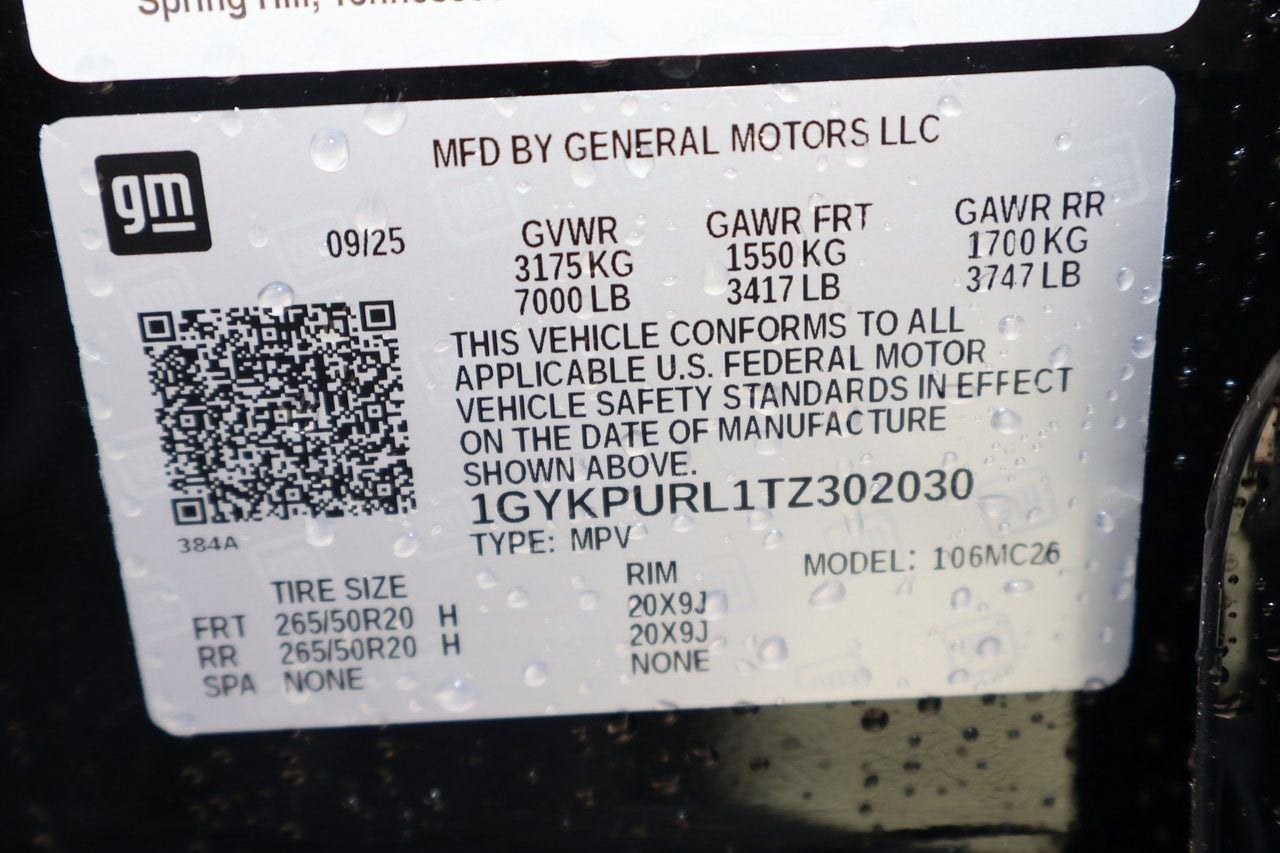 Spring Hill, Tennessee
gm
MFD BY GENERAL MOTORS LLC
09/25
GVWR GAWR FRT GAWR RR
3175 KG 1550 KG 1700 KG
7000 LB 3417 LB 3747 LB
THIS VEHICLE CONFORMS TO ALL
APPLICABLE U.S. FEDERAL MOTOR
VEHICLE SAFETY STANDARDS IN EFFECT
ON THE DATE OF MANUFACTURE
SHOWN ABOVE.
1GYKPURL1TZ302030
384A
TYPE: MPV MODEL: 106MC26
TIRE SIZE RIM
FRT 265/50R20 H 20X9J
RR 265/50R20 H 20X9J
SPA NONE NONE